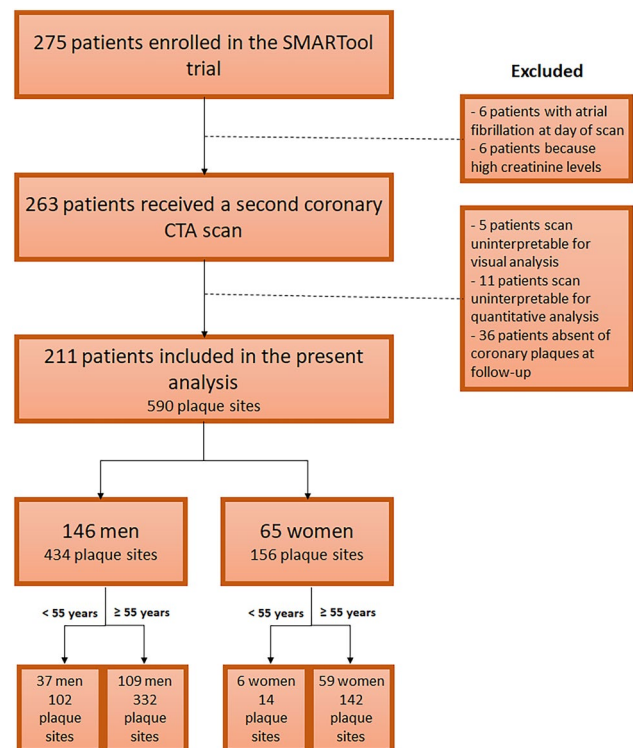 275 patients enrolled in the SMARTool
trial
Excluded
- 6 patients with atrial
fibrillation at day of scan
- 6 patients because
high creatinine levels
263 patients received a second coronary
CTA scan
- 5 patients scan
uninterpretable for
visual analysis
- 11 patients scan
uninterpretable for
quantitative analysis
- 36 patients absent of
coronary plaques at
follow-up
211 patients included in the present
analysis
590 plaque sites
146 men
434 plaque sites
65 women
156 plaque sites
< 55 years
≥ 55 years
< 55 years
≥ 55 years
37 men
102
plaque
sites
109 men
332
plaque
sites
6 women
14
plaque
sites
59 women
142
plaque
sites